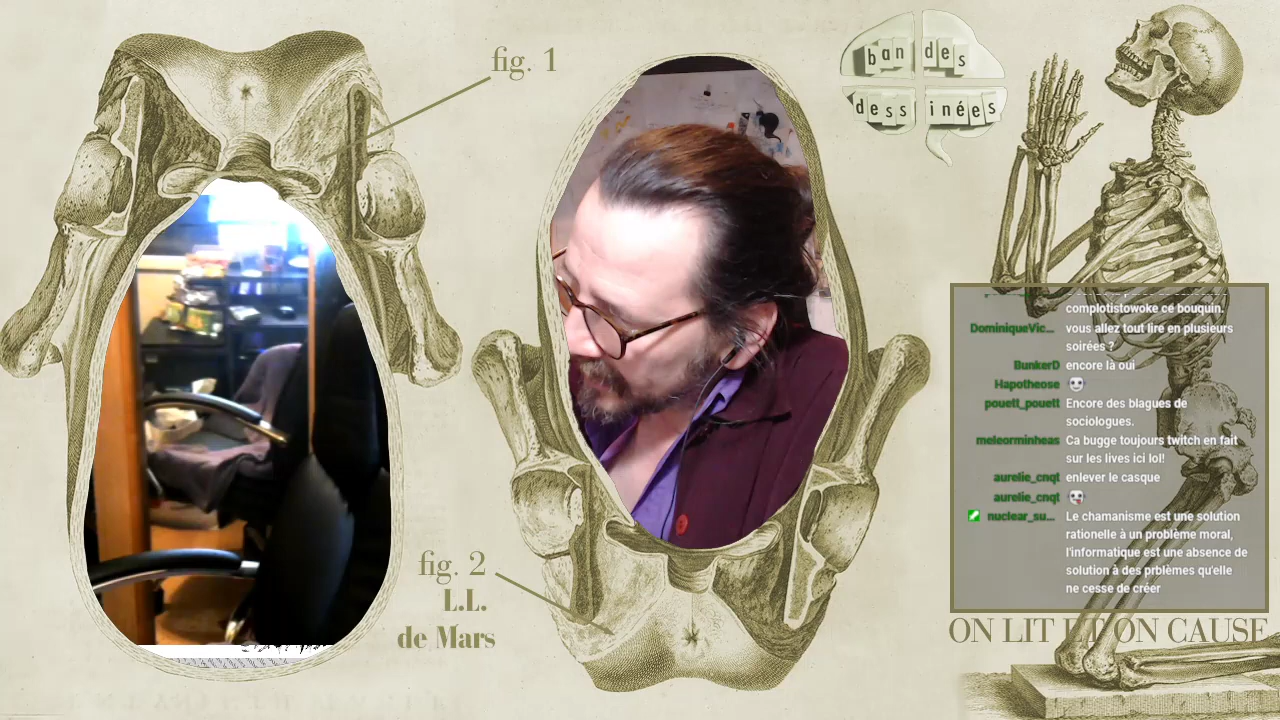 fig. 1
ban des
dess inées
fig. 2
L.L.
de Mars
complotistowoke ce bouquin.
DominiqueVic... vous allez tout lire en plusieurs
soirées ?
BunkerD encore là oui
Hapotheose
pouett_pouett Encore des blagues de
sociologues.
meleorminheas Ca bugge toujours twitch en fait
sur les lives ici lol!
aurelie_cnqt enlever le casque
aurelie_cnqt
nuclear_su... Le chamanisme est une solution
rationelle à un problème moral,
l'informatique est une absence de
solution à des prblèmes qu'elle
ne cesse de créer
ON LIT ET ON CAUSE